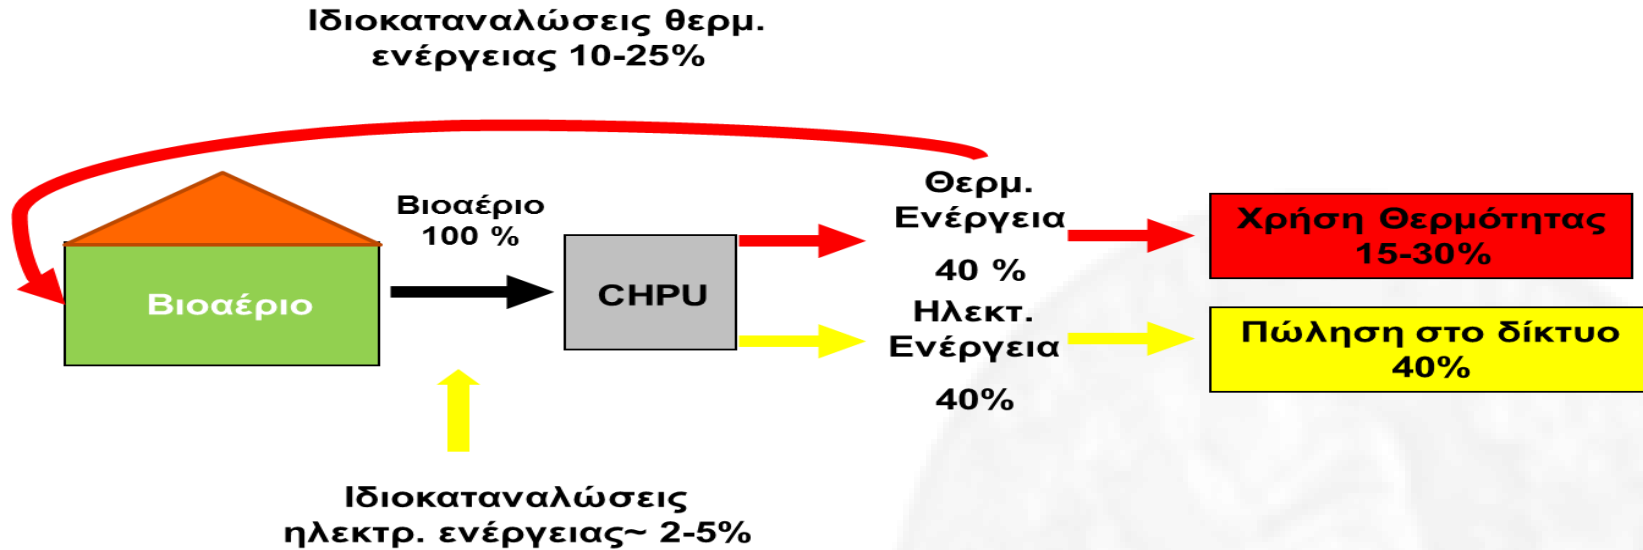 Ιδιοκαταναλώσεις θερμ.
ενέργειας 10-25%
Βιοαέριο
100 %
Βιοαέριο
CHPU
Θερμ.
Ενέργεια
40 %
Ηλεκτ.
Ενέργεια
40%
Χρήση Θερμότητας
15-30%
Πώληση στο δίκτυο
40%
Ιδιοκαταναλώσεις
ηλεκτρ. ενέργειας~ 2-5%